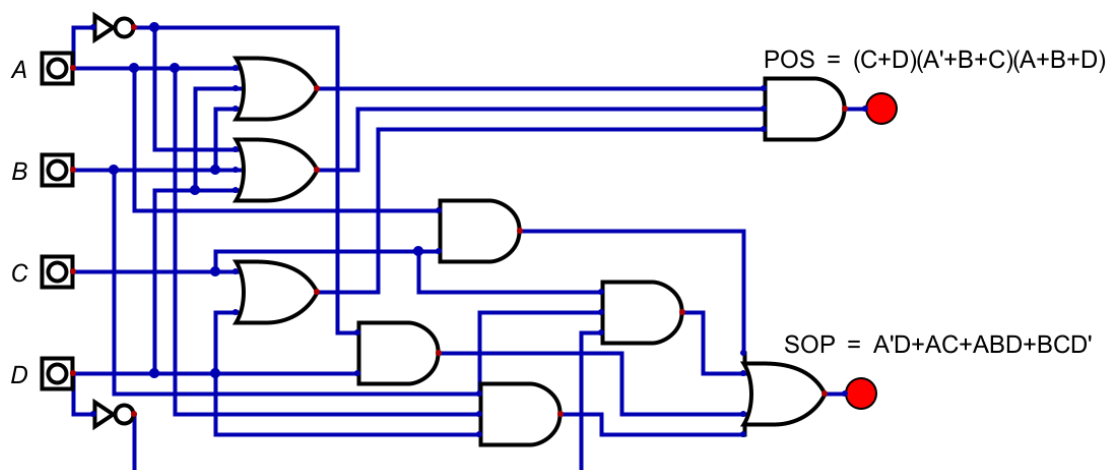 A
POS = (C+D)(A'+B+C)(A+B+D)
B
C
SOP = A'D+AC+ABD+BCD'
D